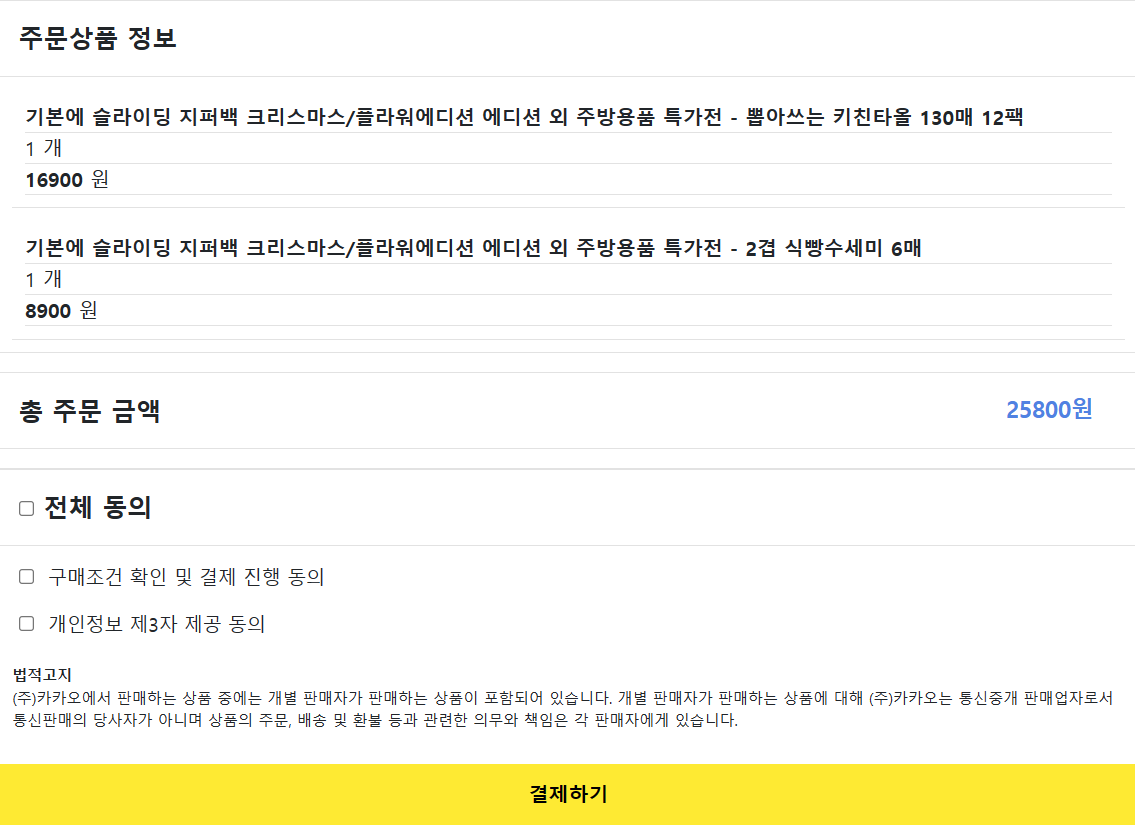 주문상품 정보
기본에 슬라이딩 지퍼백 크리스마스/플라워에디션 에디션 외 주방용품 특가전 - 뽑아쓰는 키친타올 130매 12팩
1 개
16900 원
기본에 슬라이딩 지퍼백 크리스마스/플라워에디션 에디션 외 주방용품 특가전 - 2겹 식빵수세미 6매
1 개
8900 원
총 주문 금액 25800원
전체 동의
구매조건 확인 및 결제 진행 동의
개인정보 제3자 제공 동의
법적고지
(주)카카오에서 판매하는 상품 중에는 개별 판매자가 판매하는 상품이 포함되어 있습니다. 개별 판매자가 판매하는 상품에 대해 (주)카카오는 통신중개 판매업자로서
통신판매의 당사자가 아니며 상품의 주문, 배송 및 환불 등과 관련한 의무와 책임은 각 판매자에게 있습니다.
결제하기